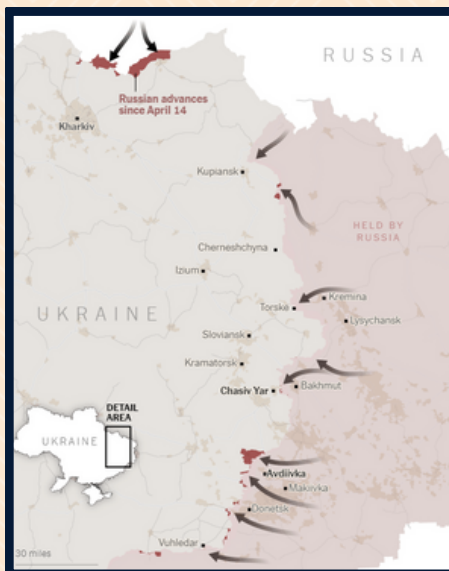 RUSSIA
Russian advances
since April 14
Kharkiv
Kupiansk
HELD BY
RUSSIA
Cherneshchyna
Izium
UKRAINE
Torske
Kremina
Lysychansk
Sloviansk
Kramatorsk
Chasiv Yar
Bakhmut
DETAIL
AREA
UKRAINE
Avdiivka
Makiivka
Donetsk
Vuhledar
30 miles